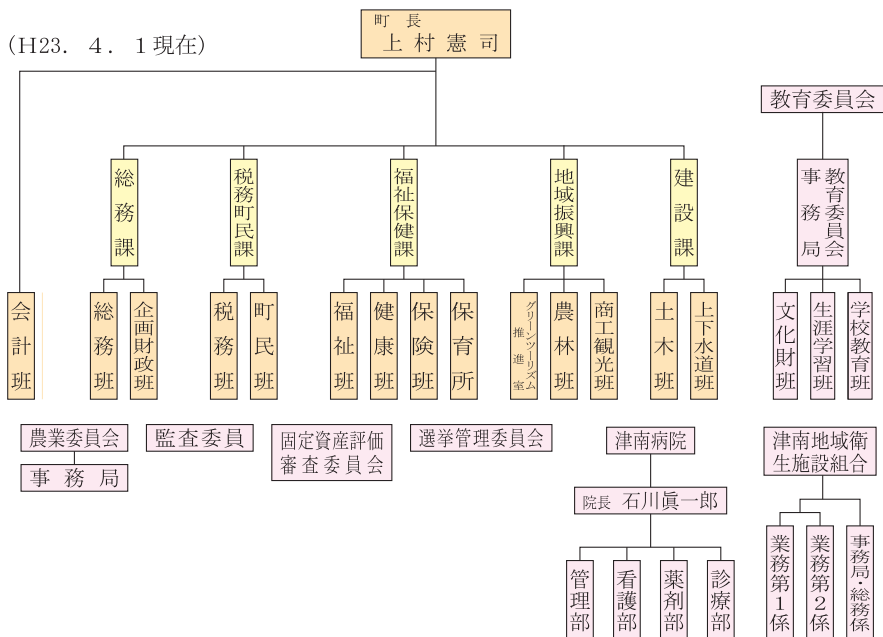 (H23. 4. 1現在)
町長
上村憲司
教育委員会
総務課
税務町民課
福祉保健課
地域振興課
建設課
教育委員会
事務局
会計班
総務班
企画財政班
税務班
町民班
福祉班
健康班
保険班
保育所
グリーンツーリズム
推進室
農林班
商工観光班
土木班
上下水道班
文化財班
生涯学習班
学校教育班
農業委員会
事務局
監査委員
固定資産評価
審査委員会
選挙管理委員会
津南病院
院長 石川眞一郎
管理部
看護部
薬剤部
診療部
津南地域衛
生施設組合
業務第1係
業務第2係
事務局・総務係